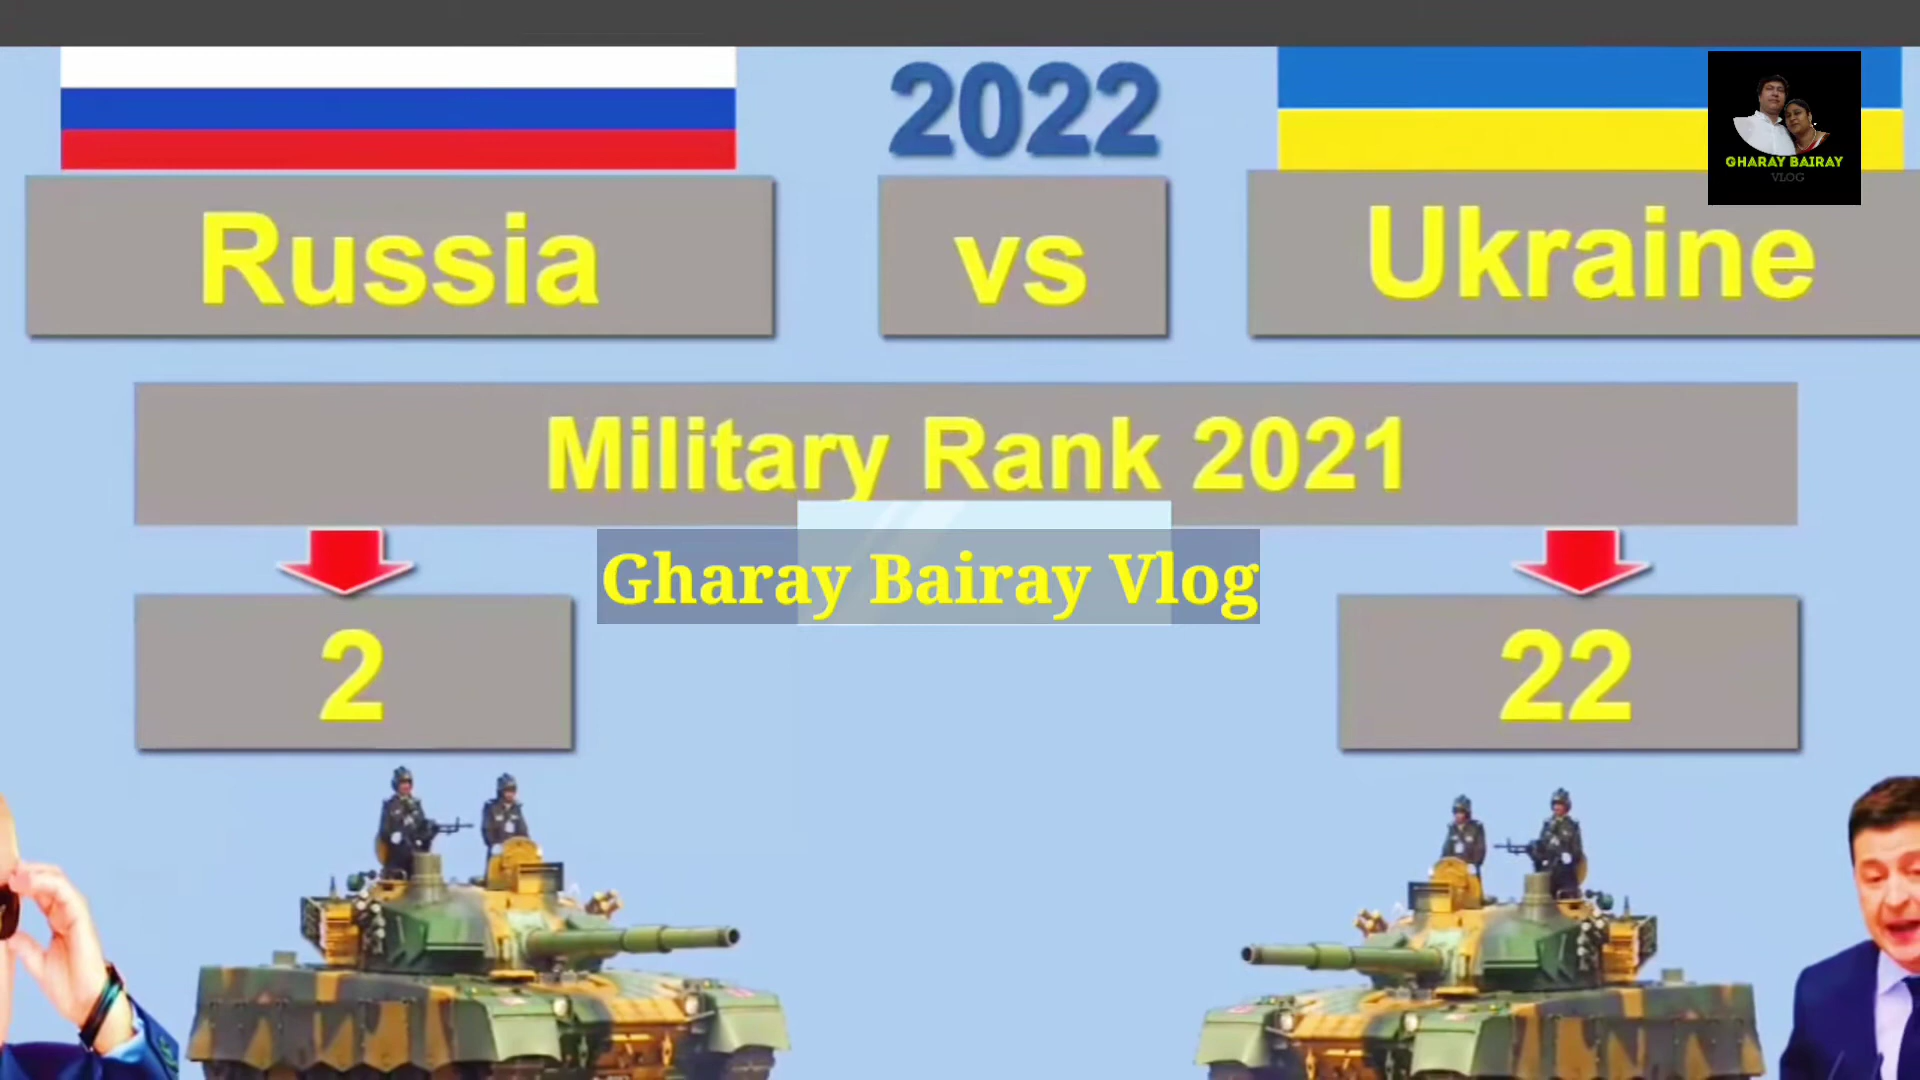 2022
GHARAY BAIRAY
VLOG
Russia
vs
Ukraine
Military Rank 2021
Gharay Bairay Vlog
2
22